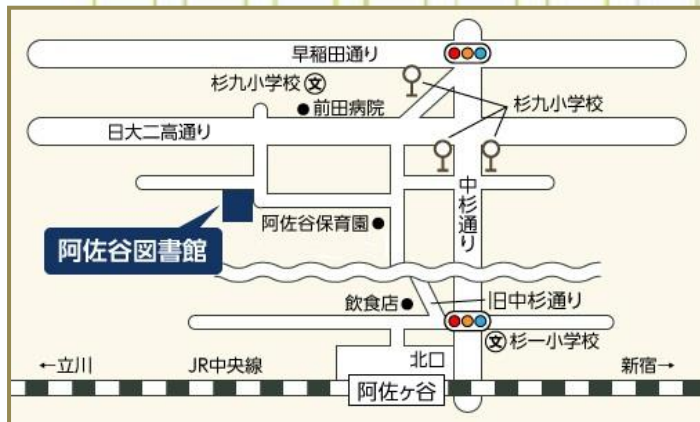 早稲田通り
杉九小学校 文
前田病院
杉九小学校
日大二高通り
中杉通り
阿佐谷保育園
阿佐谷図書館
飲食店
旧中杉通り
文 杉一小学校
北口
←立川
JR中央線
新宿→
阿佐ヶ谷